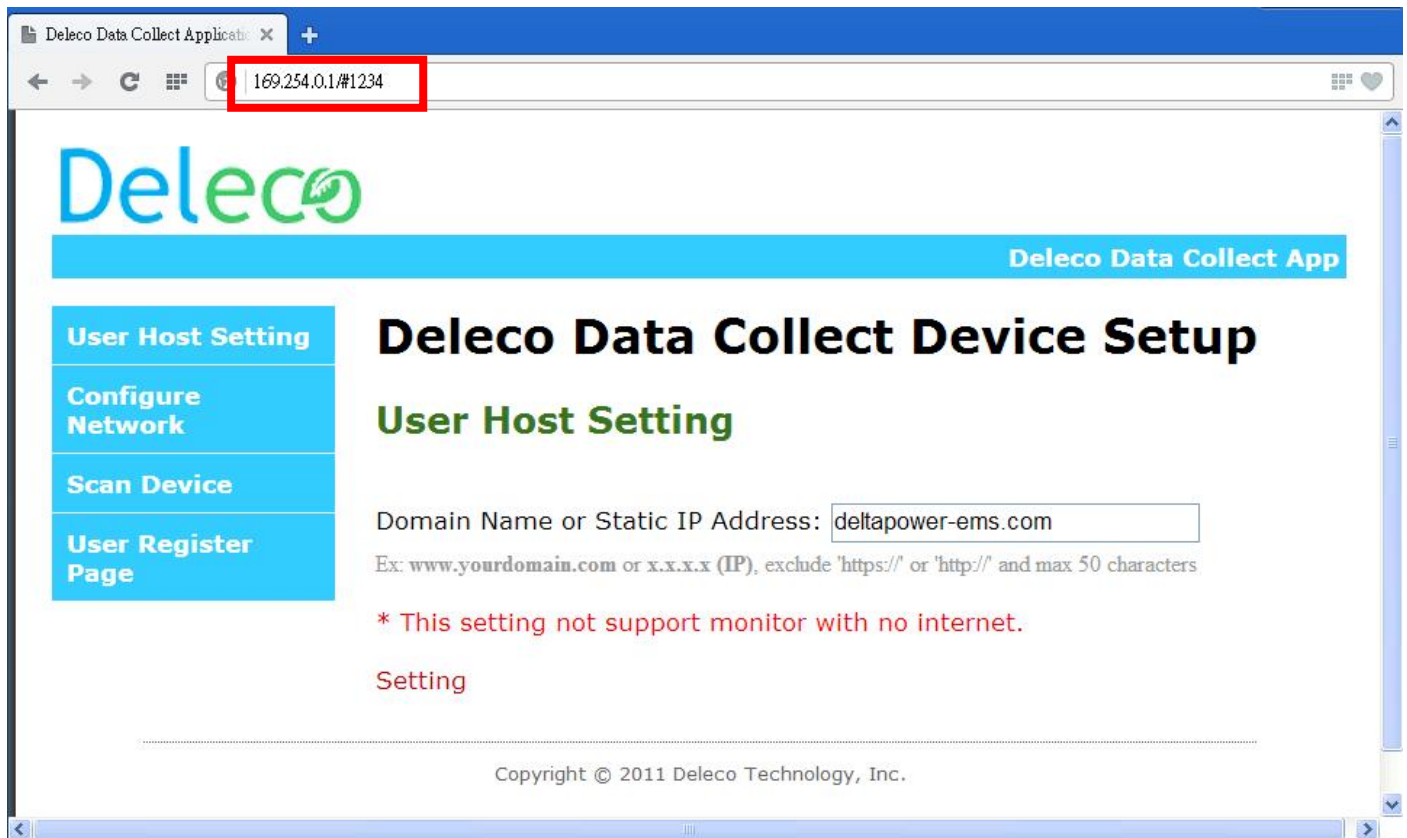 Deleco Data Collect Applicatio
169.254.0.1/#1234
Deleco
Deleco Data Collect App
User Host Setting
Configure
Network
Scan Device
User Register
Page
Deleco Data Collect Device Setup
User Host Setting
Domain Name or Static IP Address: deltapower-ems.com
Ex: www.yourdomain.com or x.x.x.x (IP), exclude 'https://' or 'http://' and max 50 characters
* This setting not support monitor with no internet.
Setting
Copyright © 2011 Deleco Technology, Inc.